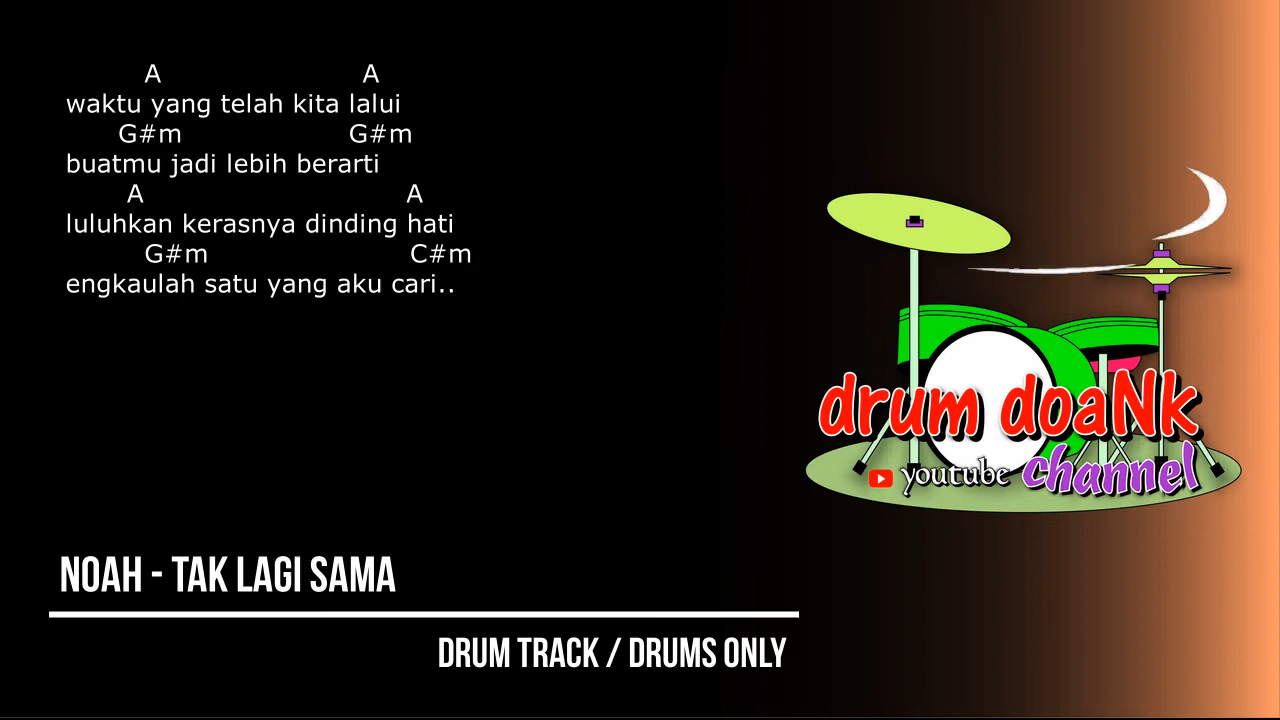 A A
waktu yang telah kita lalui
G#m G#m
buatmu jadi lebih berarti
A A
luluhkan kerasnya dinding hati
G#m C#m
engkaulah satu yang aku cari..
drum doaNk
youtube channel
NOAH - TAK LAGI SAMA
DRUM TRACK / DRUMS ONLY